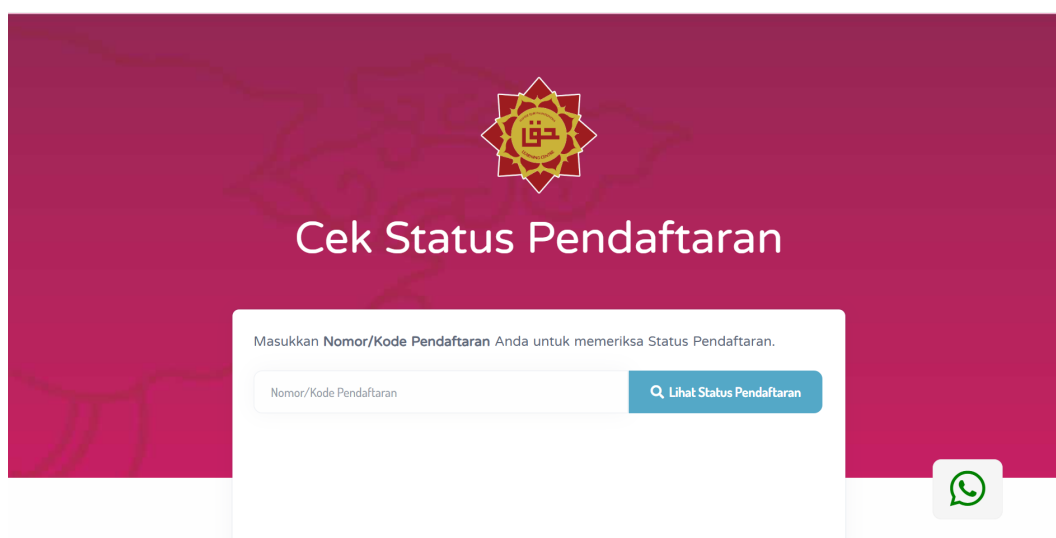 Cek Status Pendaftaran
Masukkan Nomor/Kode Pendaftaran Anda untuk memeriksa Status Pendaftaran.
Nomor/Kode Pendaftaran
Lihat Status Pendaftaran